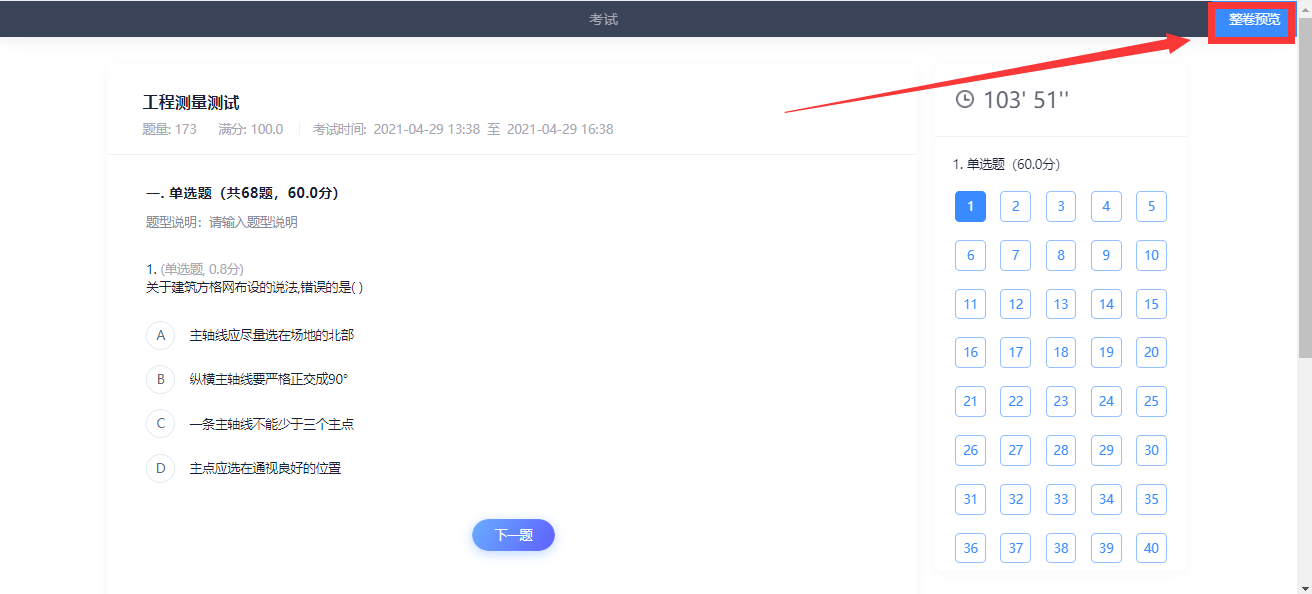 考试
整卷预览
工程测量测试
题量: 173 满分: 100.0 考试时间: 2021-04-29 13:38 至 2021-04-29 16:38
一. 单选题（共68题，60.0分）
题型说明：请输入题型说明
1. (单选题, 0.8分)
关于建筑方格网布设的说法,错误的是( )
A 主轴线应尽量选在场地的北部
B 纵横主轴线要严格正交成90°
C 一条主轴线不能少于三个主点
D 主点应选在通视良好的位置
下一题
103' 51''
1. 单选题（60.0分）
1 2 3 4 5
6 7 8 9 10
11 12 13 14 15
16 17 18 19 20
21 22 23 24 25
26 27 28 29 30
31 32 33 34 35
36 37 38 39 40